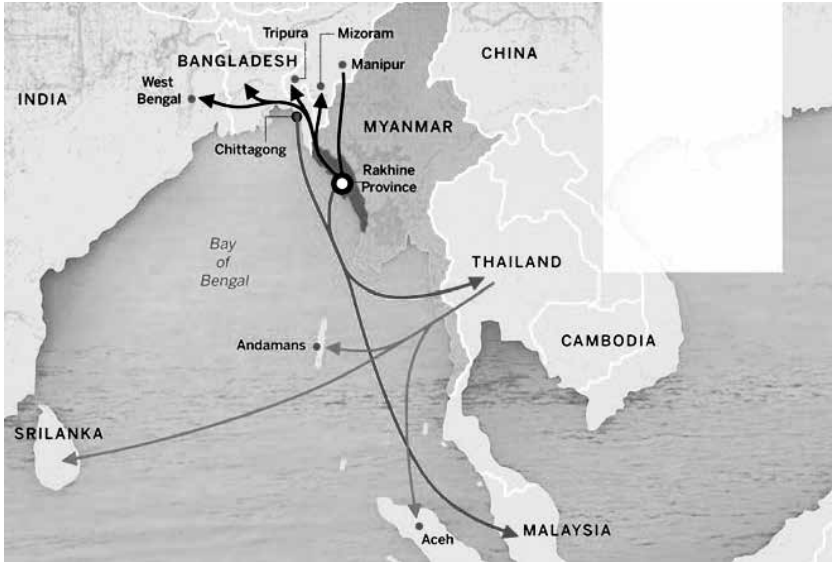 Tripura
Mizoram
BANGLADESH
Manipur
CHINA
West
Bengal
INDIA
MYANMAR
Chittagong
Rakhine
Province
Bay
of
Bengal
THAILAND
Andamans
CAMBODIA
SRILANKA
Aceh
MALAYSIA